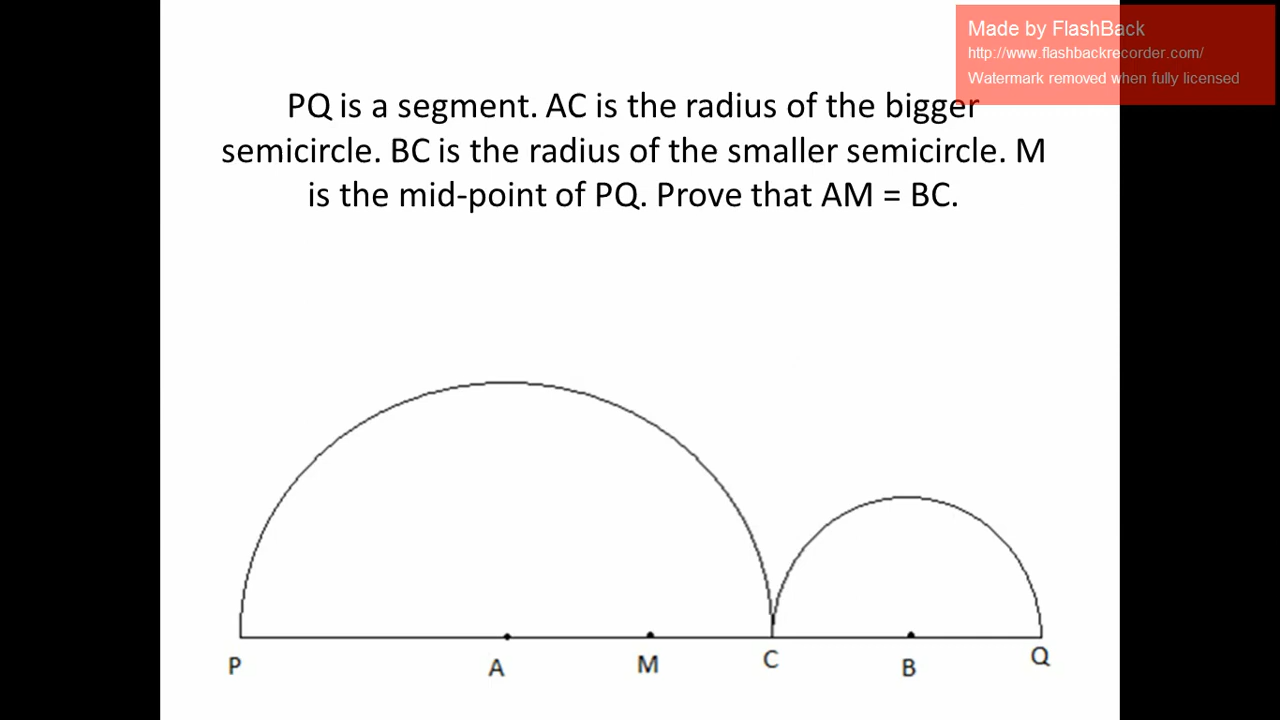 Made by FlashBack
http://www.flashbackrecorder.com/
Watermark removed when fully licensed
PQ is a segment. AC is the radius of the bigger
semicircle. BC is the radius of the smaller semicircle. M
is the mid-point of PQ. Prove that AM = BC.
P A M C B Q